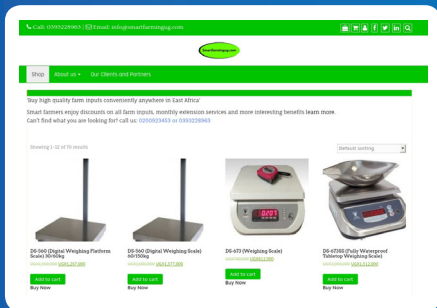 Call: 0393228963 | Email: info@smartfarmingug.com
Smartfarmingug.com
Shop About us Our Clients and Partners
'Buy high quality farm inputs conveniently anywhere in East Africa'
Smart farmers enjoy discounts on all farm inputs, monthly extension services and more interesting benefits learn more.
Can't find what you are looking for? call us: 0200923453 or 0393228963
Showing 1–12 of 70 results
Default sorting
DS-560 (Digital Weighing Platform Scale) 30/60kg
Add to cart
Buy Now
DS-560 (Digital Weighing Scale) 60/150kg
Add to cart
Buy Now
DS-673 (Weighing Scale)
Add to cart
Buy Now
DS-673SS (Fully Waterproof Tabletop Weighing Scale)
Add to cart
Buy Now